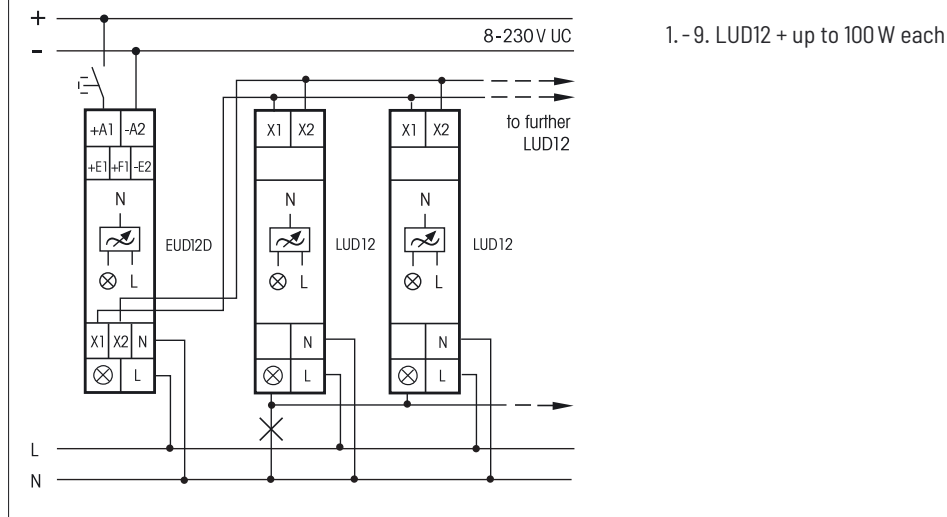 +
8-230 V UC
-
1. - 9. LUD12 + up to 100 W each
to further
LUD12
+A1 -A2
+E1 +F1 -E2
N
L
EUD12D
X1 X2 N
L
X1 X2
N
L
LUD12
N
L
X1 X2
N
L
LUD12
N
L
L
N